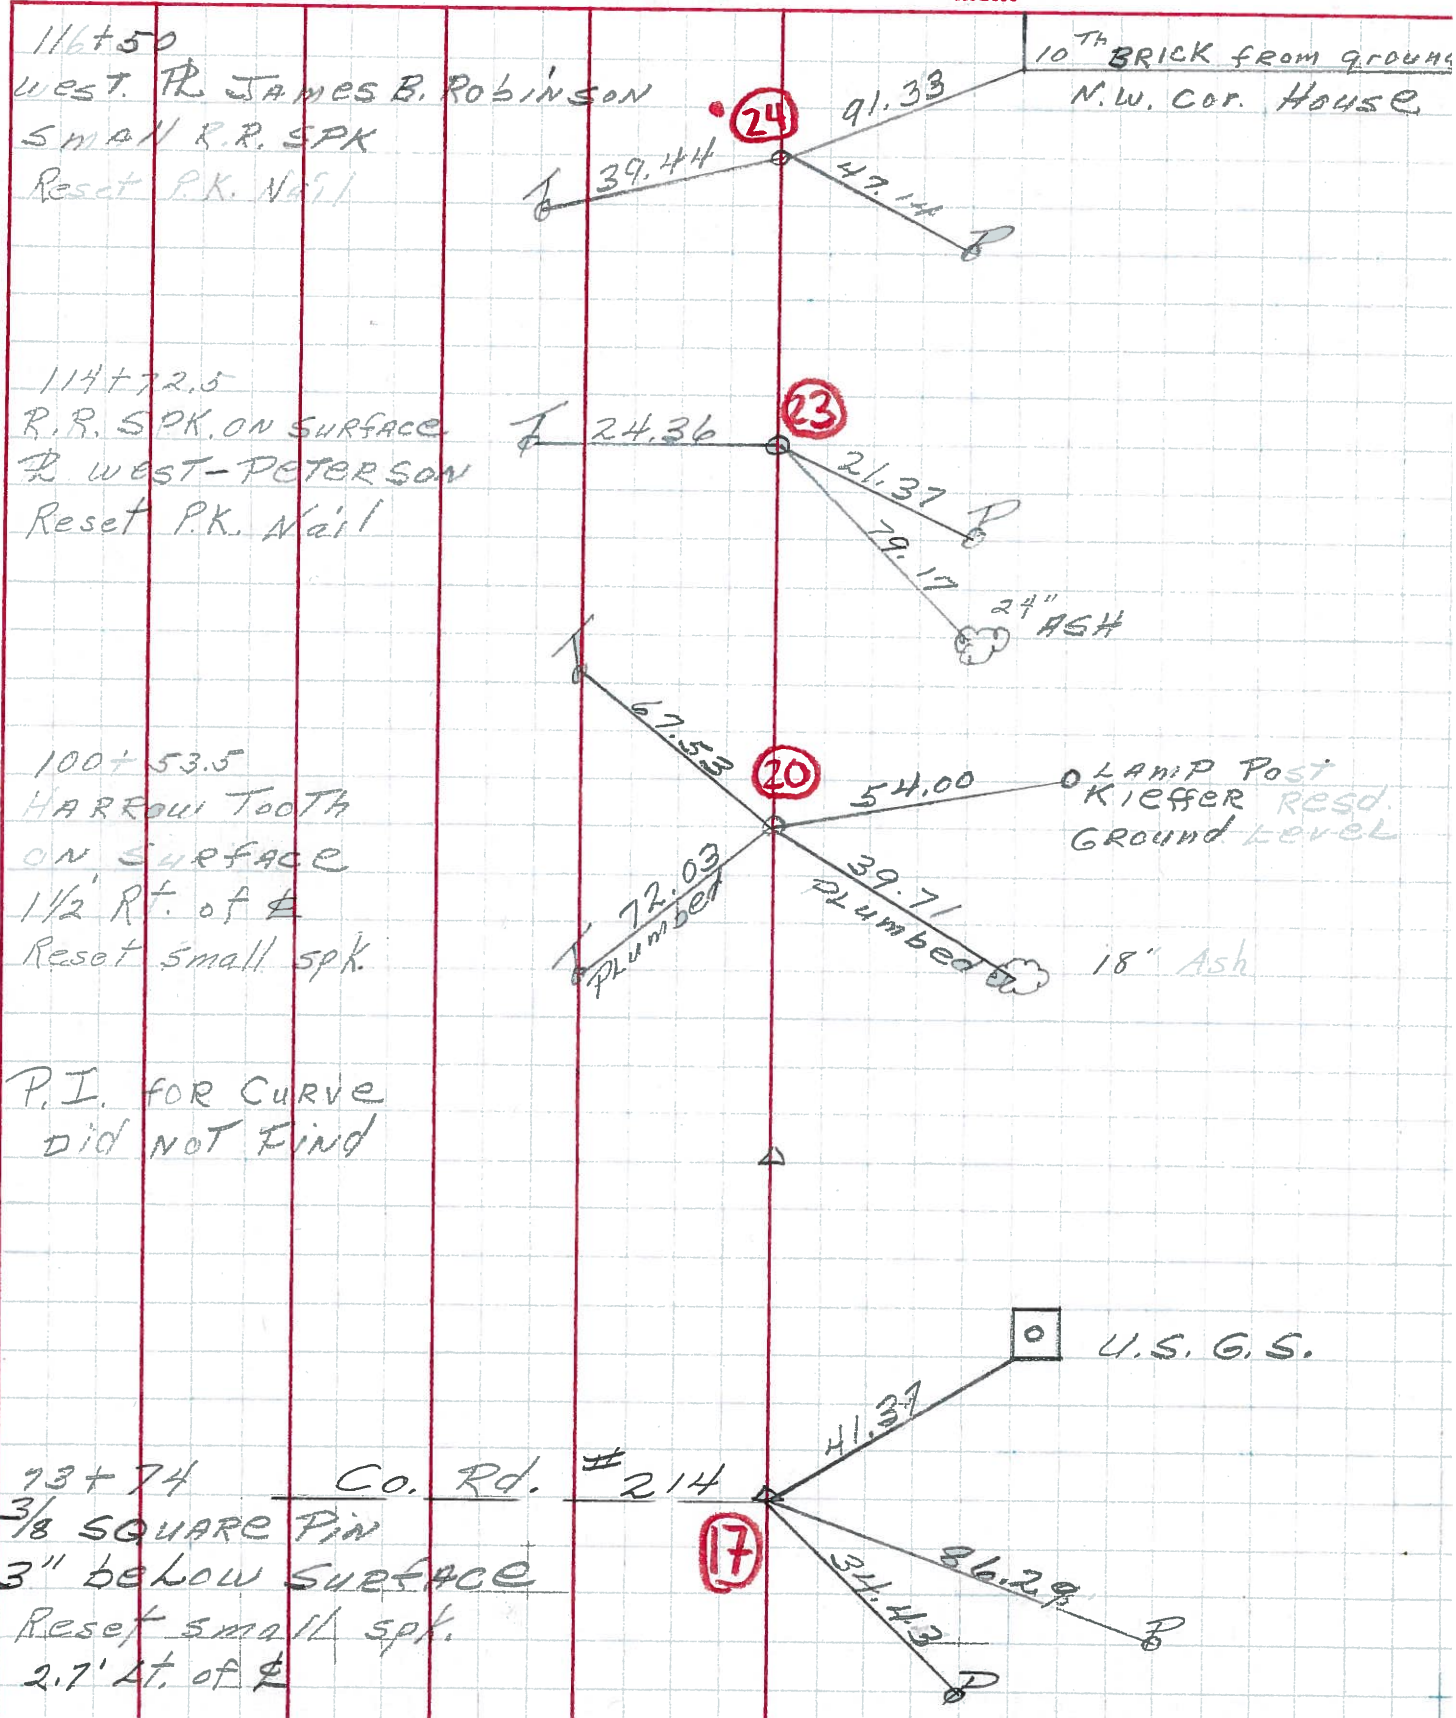 116+50
West. PL James B. Robinson
Small R.R. SPK
Reset P.K. Nail
24
91.33
10Th BRICK from ground
N.W. Cor. House
39.44
47.14
T
P
114+72.5
R.R. SPK. ON SURFACE
PL WEST-PETERSON
Reset P.K. Nail
23
T
24.36
21.37
P
79.17
24" ASH
T
67.53
100+53.5
HARROW TOOTH
ON SURFACE
1 1/2' Rt. of ₵
Reset small spk.
20
54.00
LAMP Post
KIEFFER RESD.
GROUND LEVEL
72.03
PLUMBED
T
39.71
PLUMBED
18" Ash
P.I. FOR CURVE
Did NOT FIND
U.S.G.S.
41.37
Co. Rd. #214
17
+74
3/8 SQUARE PIN
3" below SURFACE
Reset small spk.
2.7' Lt. of ₵
86.29
P
34.43
P